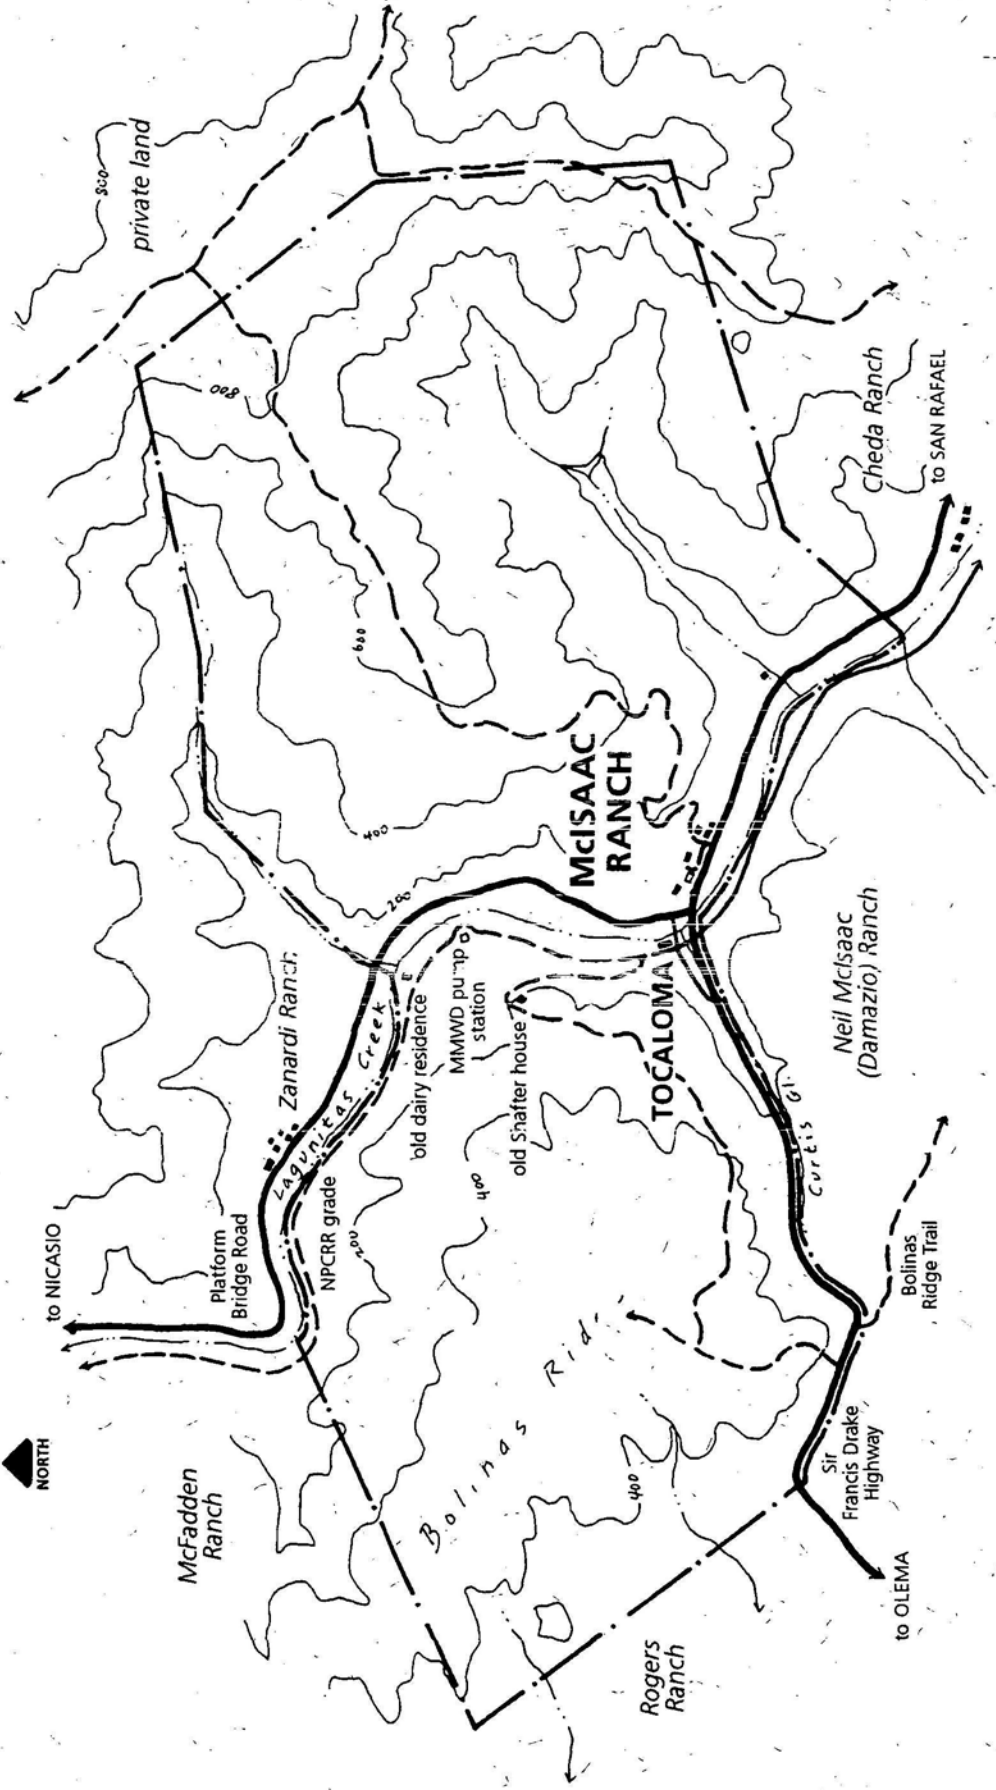 NORTH
to NICASIO
McFadden
Ranch
Platform
Bridge Road
Zanardi Ranch
Lagunitas Creek
NPCRR grade
old dairy residence
MMWD pump
station
old Shafter house
200
400
200
400
600
800
800
private land
McISAAC
RANCH
TOCALOMA
Bolinas
400
Rogers
Ranch
Sir
Francis Drake
Highway
to OLEMA
Bolinas
Ridge Trail
Curtis
Neil McIsaac
(Damazio) Ranch
Cheda Ranch
to SAN RAFAEL